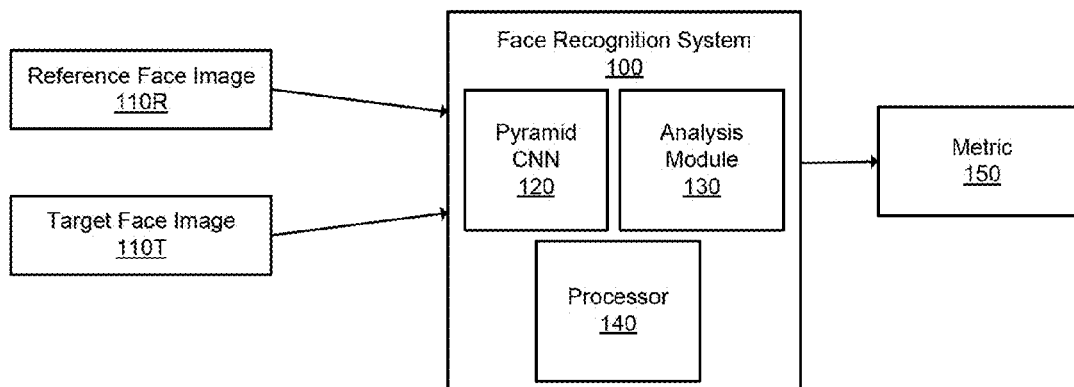 Reference Face Image
110R
Target Face Image
110T
Face Recognition System
100
Pyramid
CNN
120
Analysis
Module
130
Processor
140
Metric
150